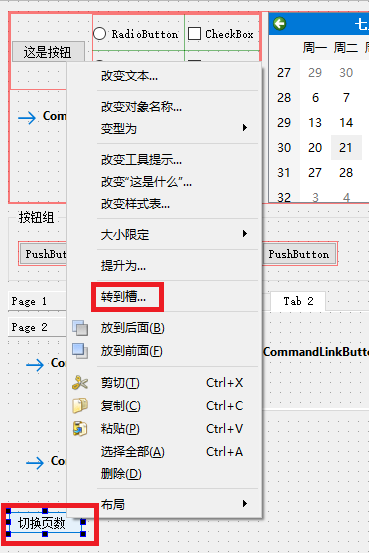 七
RadioButton
CheckBox
这是按钮
周一 周二 周
27 29 30
28 6 7
29 13 14
30 20 21
31 27 28
32 3 4
Com
改变文本...
改变对象名称...
变型为
改变工具提示...
改变“这是什么”...
改变样式表...
大小限定
提升为...
转到槽...
放到后面(B)
放到前面(F)
剪切(T) Ctrl+X
复制(C) Ctrl+C
粘贴(P) Ctrl+V
选择全部(A) Ctrl+A
删除(D)
布局
按钮组
PushBut
PushButton
Page 1
Tab 2
Page 2
Co
CommandLinkButto
Co
切换页数